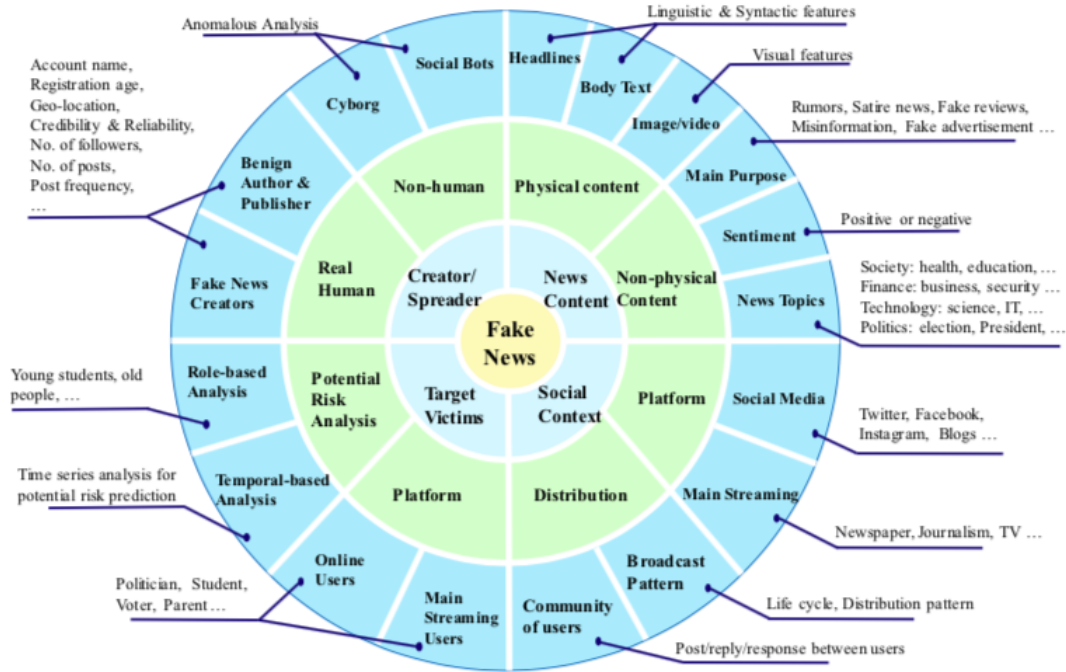 Anomalous Analysis
Linguistic & Syntactic features
Visual features
Account name,
Registration age,
Geo-location,
Credibility & Reliability,
No. of followers,
No. of posts,
Post frequency,
…
Rumors, Satire news, Fake reviews,
Misinformation, Fake advertisement …
Positive or negative
Society: health, education, …
Finance: business, security …
Technology: science, IT, …
Politics: election, President, …
Young students, old
people, …
Time series analysis for
potential risk prediction
Politician, Student,
Voter, Parent …
Twitter, Facebook,
Instagram, Blogs …
Newspaper, Journalism, TV …
Life cycle, Distribution pattern
Post/reply/response between users
Social Bots
Cyborg
Benign
Author &
Publisher
Fake News
Creators
Headlines
Body Text
Image/video
Main Purpose
Sentiment
News Topics
Non-human
Real
Human
Physical content
Non-physical
Content
Creator/
Spreader
News
Content
Fake
News
Target
Victims
Social
Context
Potential
Risk
Analysis
Platform
Platform
Distribution
Role-based
Analysis
Temporal-based
Analysis
Online
Users
Main
Streaming
Users
Social Media
Main Streaming
Broadcast
Pattern
Community
of users